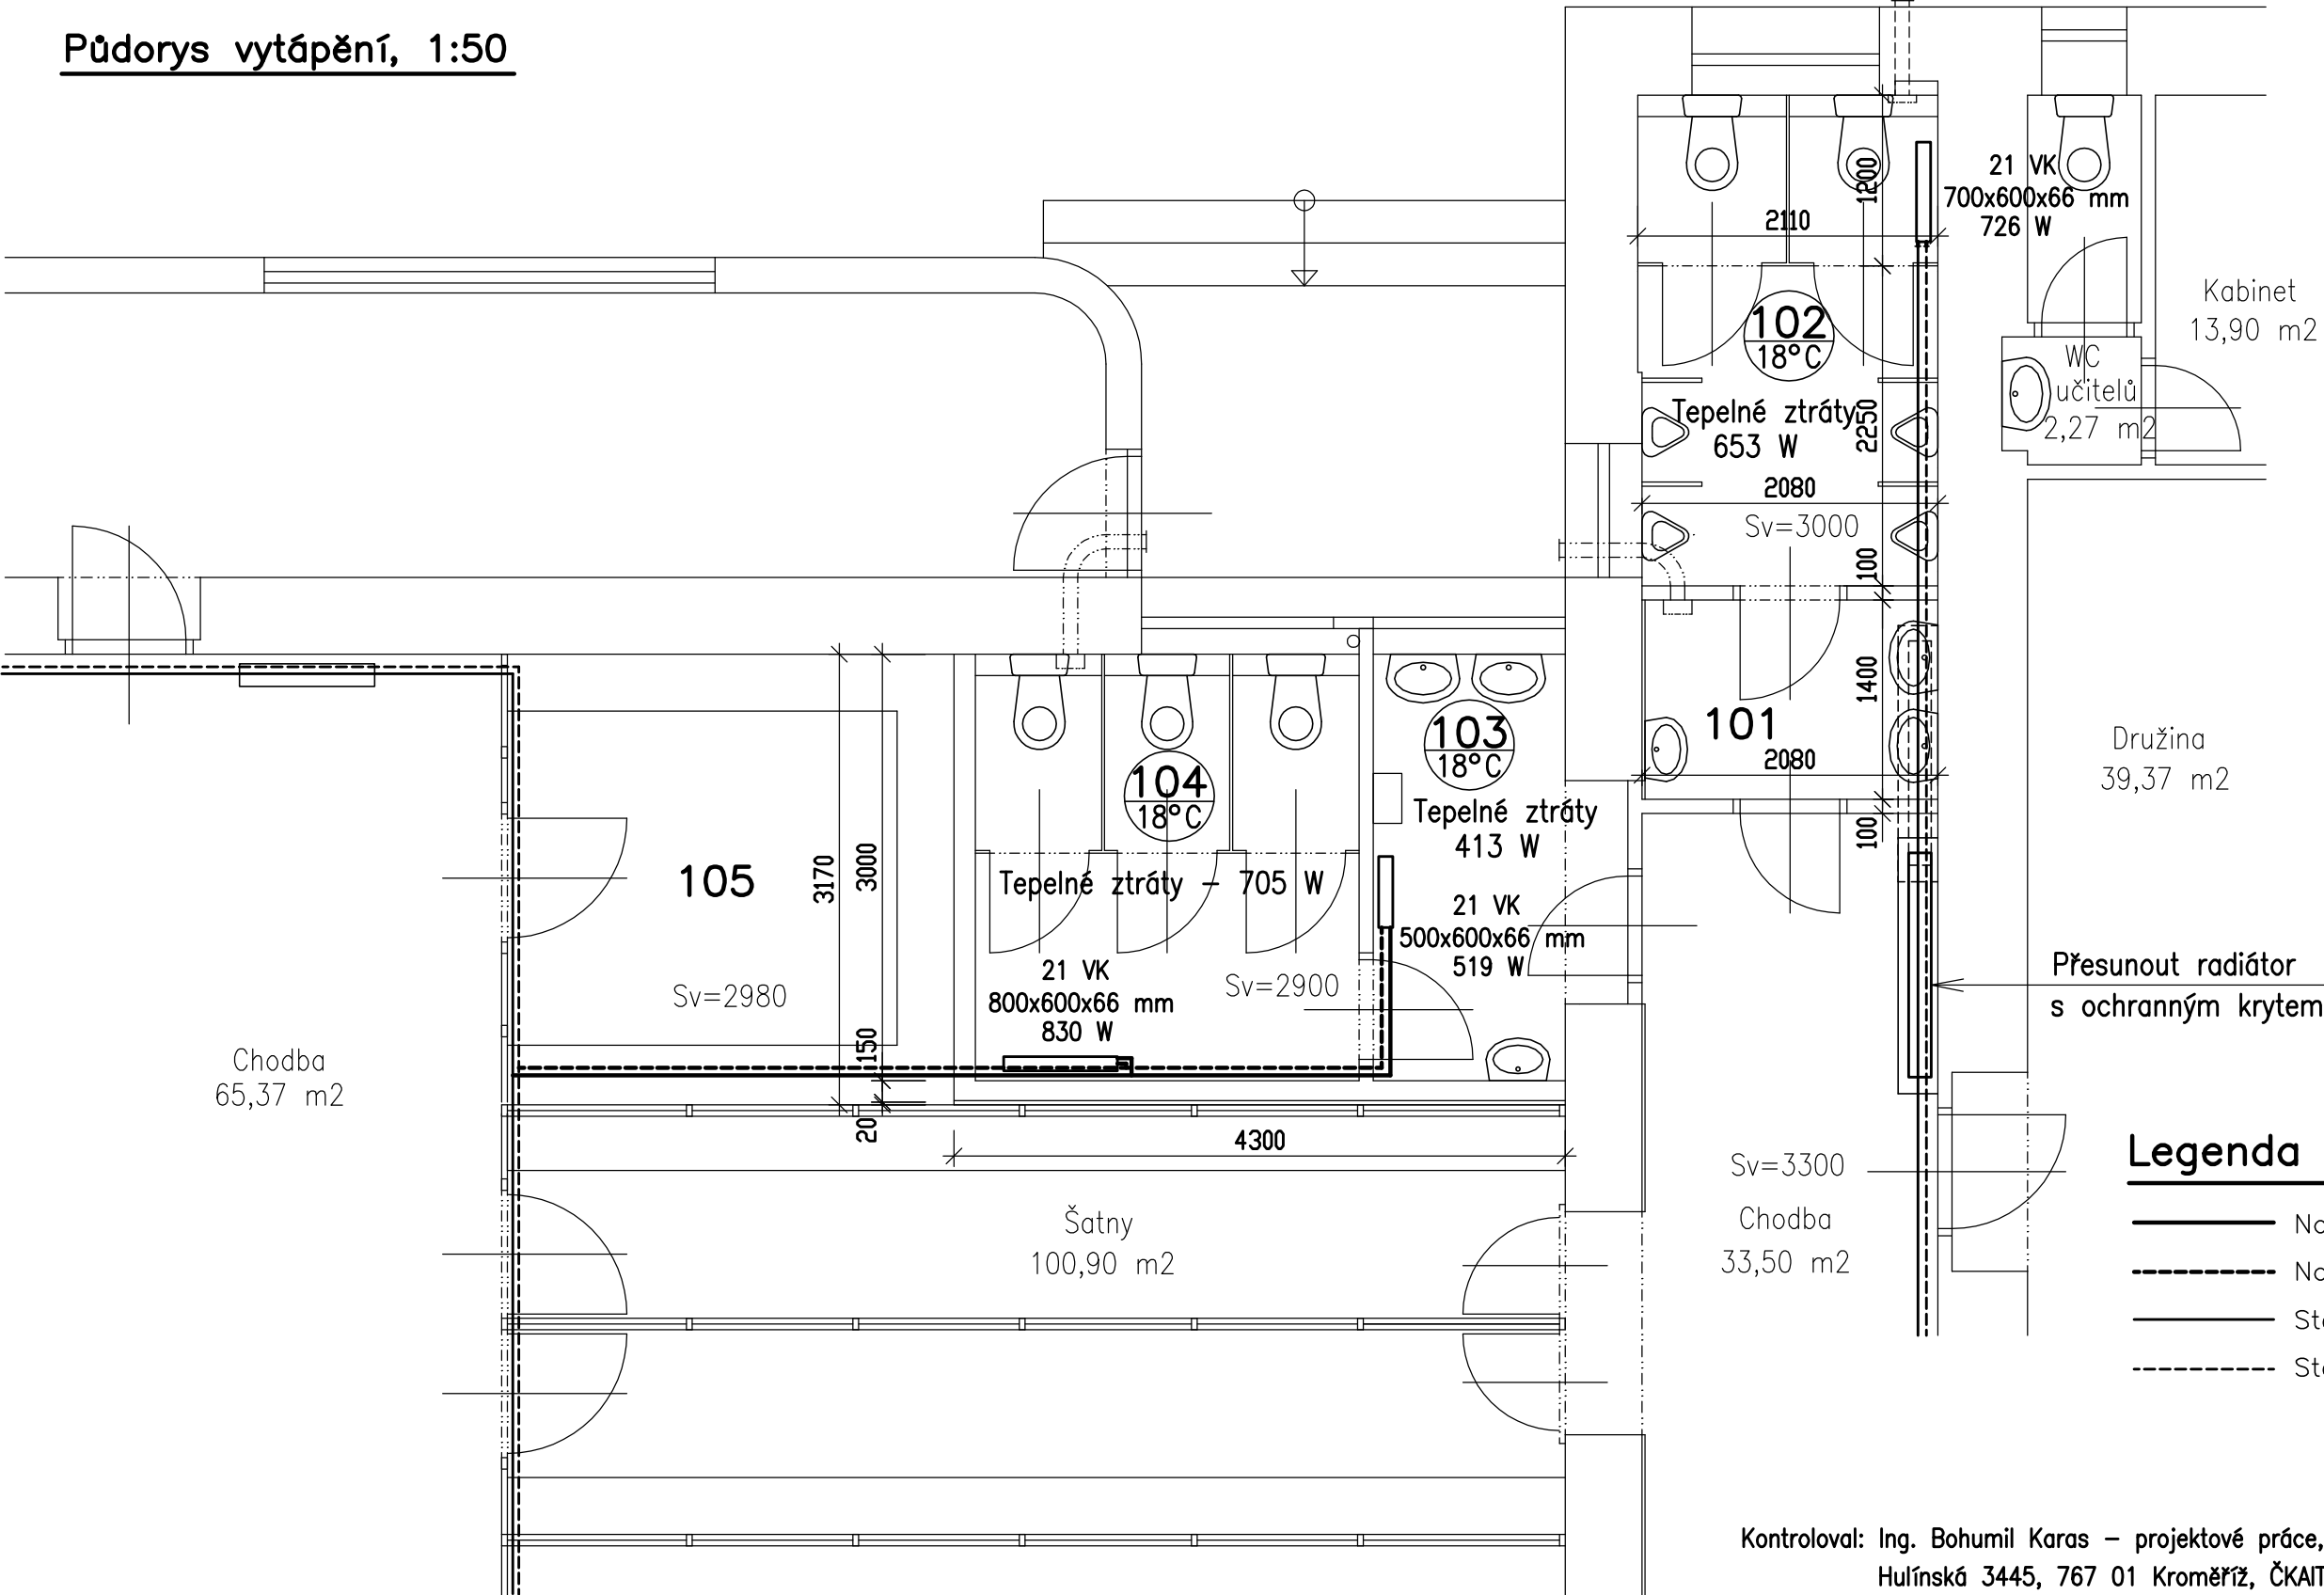 Půdorys vytápění, 1:50
21 VK
700x600x66 mm
726 W
1200
2110
Kabinet
13,90 m2
102
18°C
WC
učitelů
2,27 m2
Tepelné ztráty
653 W
2250
2080
Sv=3000
100
1400
101
2080
100
103
18°C
Tepelné ztráty
413 W
21 VK
500x600x66 mm
519 W
104
18°C
Tepelné ztráty – 705 W
21 VK
800x600x66 mm
830 W
Sv=2900
105
3170
3000
Sv=2980
150
20
4300
Družina
39,37 m2
Přesunout radiátor
s ochranným krytem
Chodba
65,37 m2
Šatny
100,90 m2
Sv=3300
Chodba
33,50 m2
Legenda
Kontroloval: Ing. Bohumil Karas – projektové práce,
Hulínská 3445, 767 01 Kroměříž, ČKAIT